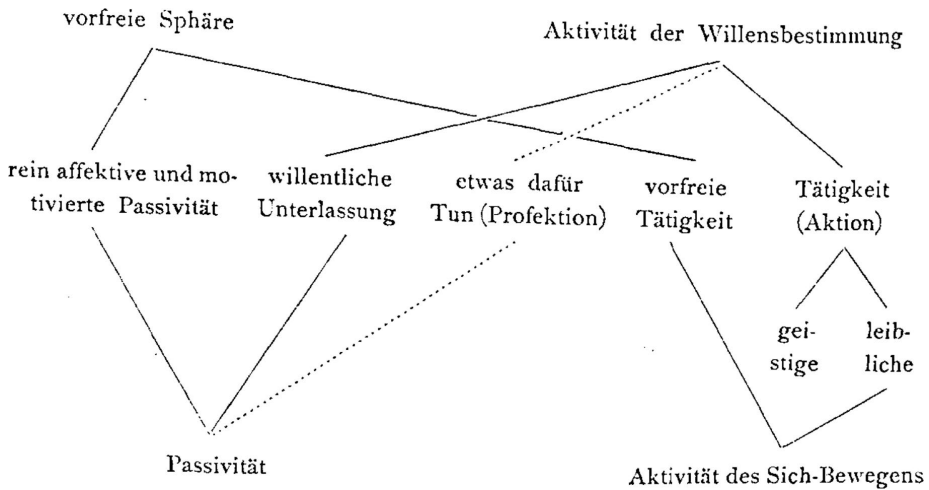 vorfreie Sphäre
Aktivität der Willensbestimmung
rein affektive und mo-
tivierte Passivität
willentliche
Unterlassung
etwas dafür
Tun (Profektion)
vorfreie
Tätigkeit
Tätigkeit
(Aktion)
gei-
stige
leib-
liche
Passivität
Aktivität des Sich-Bewegens